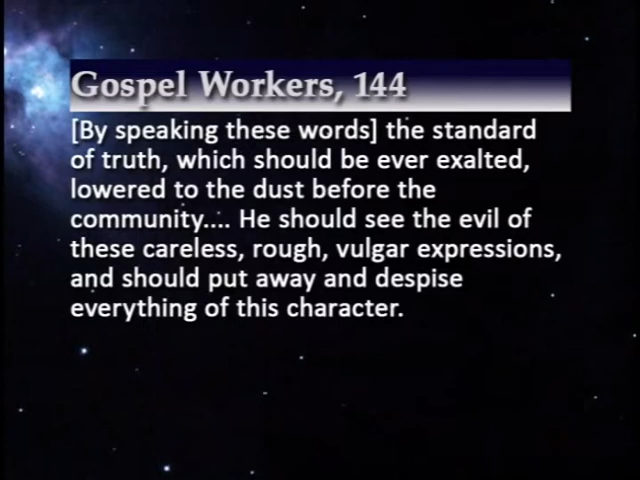 Gospel Workers, 144
[By speaking these words] the standard
of truth, which should be ever exalted,
lowered to the dust before the
community.... He should see the evil of
these careless, rough, vulgar expressions,
and should put away and despise
everything of this character.